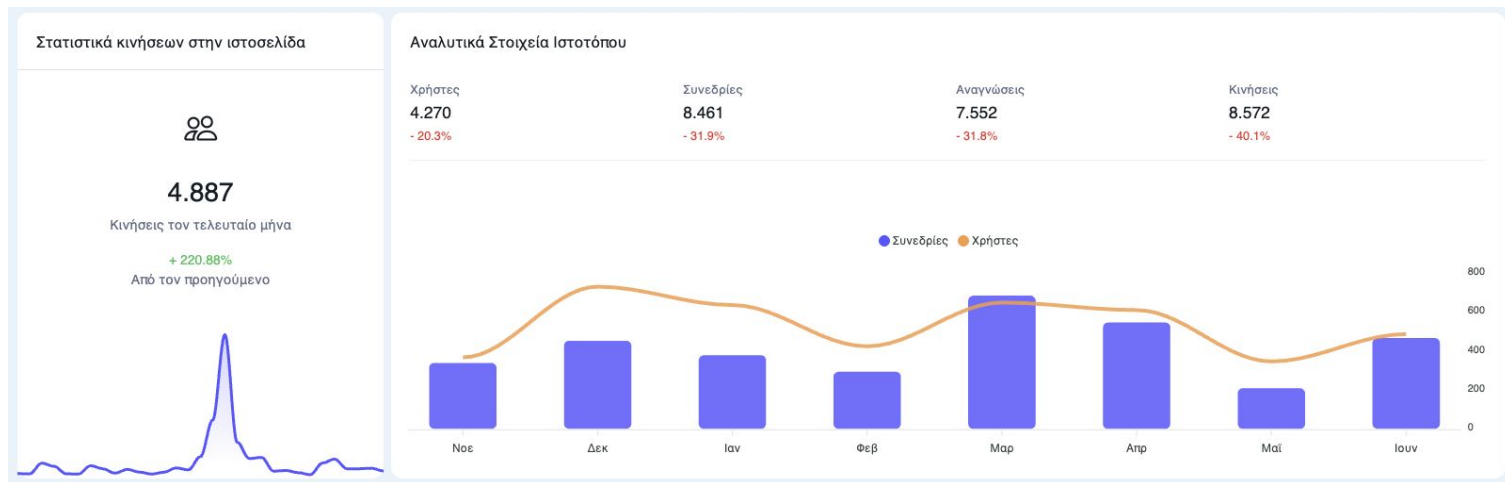 Στατιστικά κινήσεων στην ιστοσελίδα
4.887
Κινήσεις τον τελευταίο μήνα
+ 220.88%
Από τον προηγούμενο
Αναλυτικά Στοιχεία Ιστοτόπου
Χρήστες
4.270
- 20.3%
Συνεδρίες
8.461
- 31.9%
Αναγνώσεις
7.552
- 31.8%
Κινήσεις
8.572
- 40.1%
Συνεδρίες Χρήστες
800
600
400
200
0
Νοε Δεκ Ιαν Φεβ Μαρ Απρ Μαϊ Ιουν